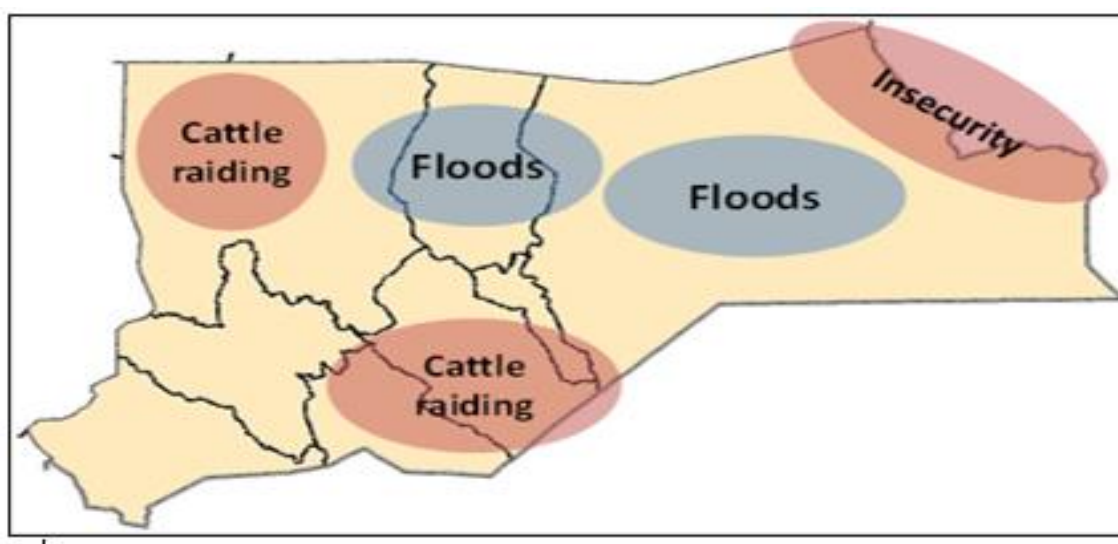 Cattle
raiding
Floods
Floods
Insecurity
Cattle
raiding